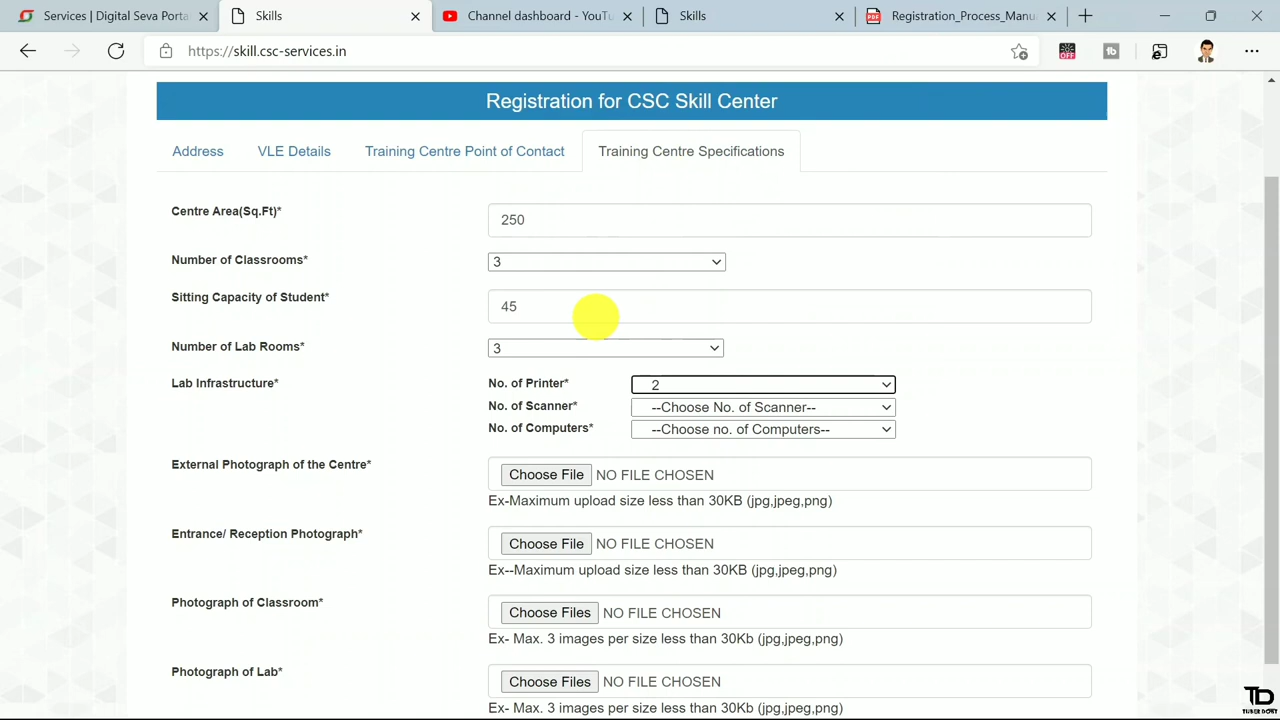 Services | Digital Seva Porta
Skills
Channel dashboard - YouTu
Skills
PDF
Registration_Process_Manu
https://skill.csc-services.in
OFF
tb
Registration for CSC Skill Center
Address
VLE Details
Training Centre Point of Contact
Training Centre Specifications
Centre Area(Sq.Ft)*
250
Number of Classrooms*
3
Sitting Capacity of Student*
45
Number of Lab Rooms*
3
Lab Infrastructure*
No. of Printer*
2
No. of Scanner*
--Choose No. of Scanner--
No. of Computers*
--Choose no. of Computers--
External Photograph of the Centre*
Choose File NO FILE CHOSEN
Ex-Maximum upload size less than 30KB (jpg,jpeg,png)
Entrance/ Reception Photograph*
Choose File NO FILE CHOSEN
Ex--Maximum upload size less than 30KB (jpg,jpeg,png)
Photograph of Classroom*
Choose Files NO FILE CHOSEN
Ex- Max. 3 images per size less than 30Kb (jpg,jpeg,png)
Photograph of Lab*
Choose Files NO FILE CHOSEN
Ex- Max. 3 images per size less than 30Kb (jpg,jpeg,png)
TD